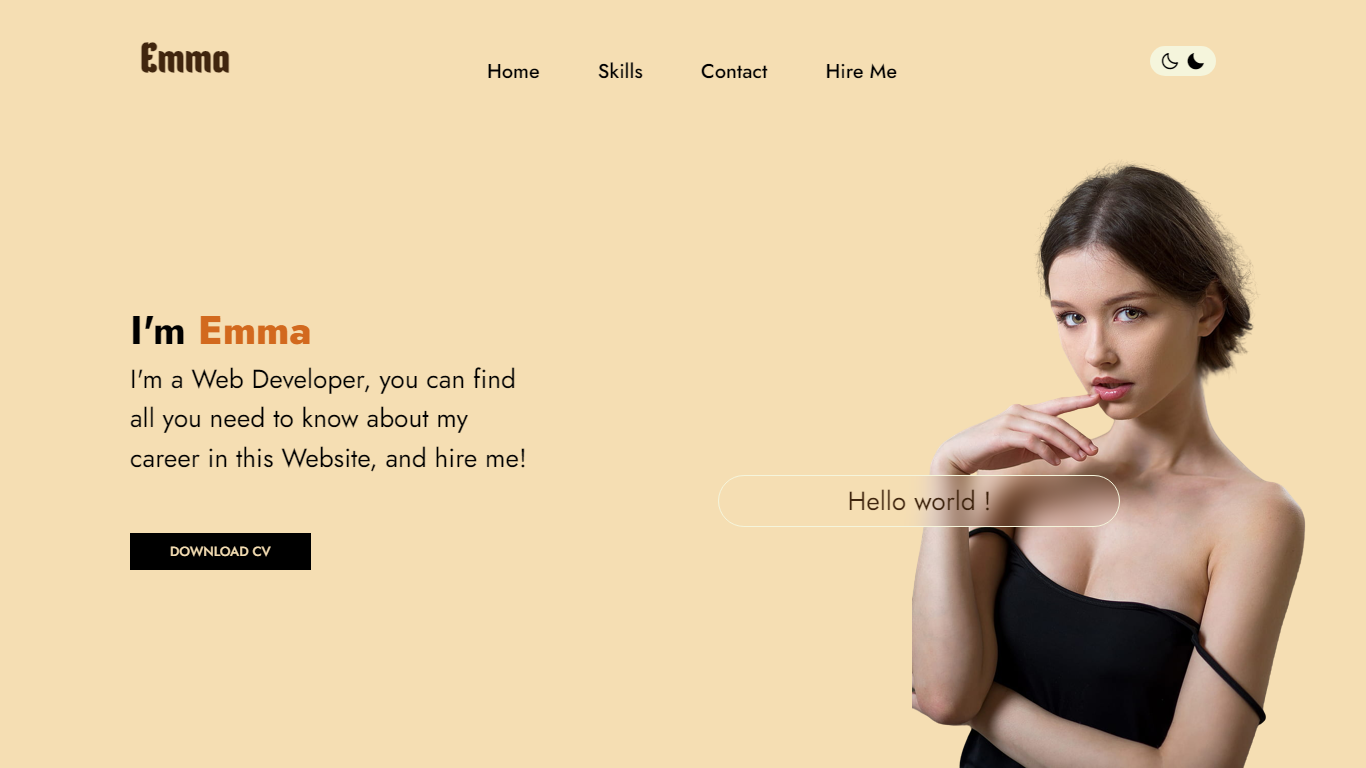 Emma
Home Skills Contact Hire Me
I'm Emma
I'm a Web Developer, you can find
all you need to know about my
career in this Website, and hire me!
Hello world !
DOWNLOAD CV